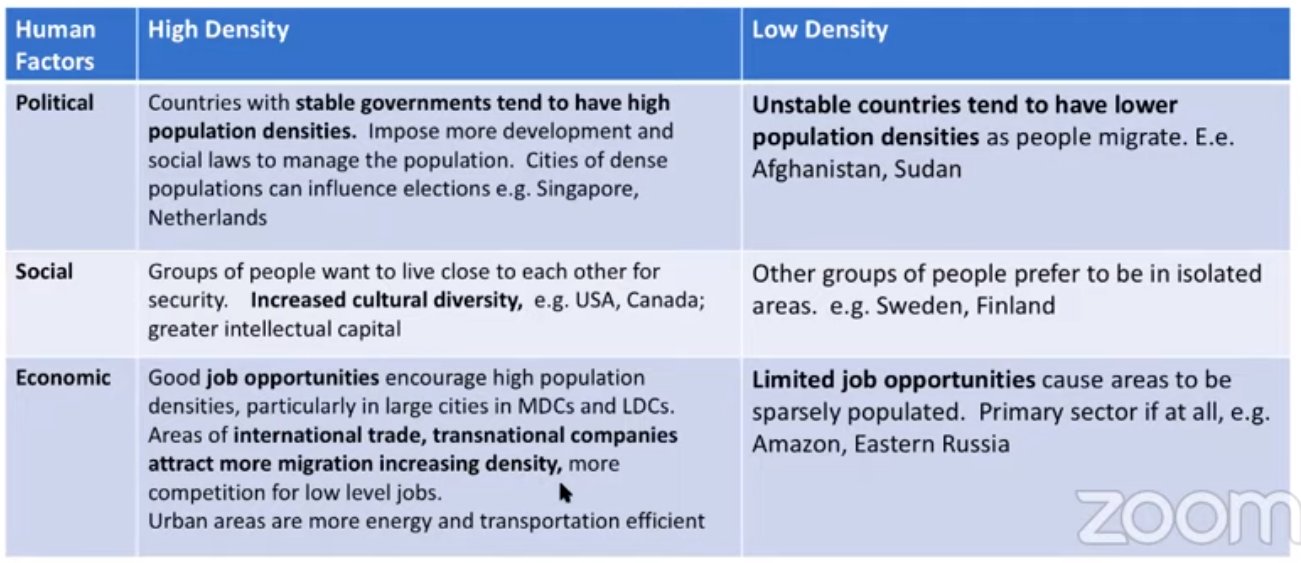 Human
Factors
High Density
Low Density
Political
Countries with stable governments tend to have high
population densities. Impose more development and
social laws to manage the population. Cities of dense
populations can influence elections e.g. Singapore,
Netherlands
Unstable countries tend to have lower
population densities as people migrate. E.e.
Afghanistan, Sudan
Social
Groups of people want to live close to each other for
security. Increased cultural diversity, e.g. USA, Canada;
greater intellectual capital
Other groups of people prefer to be in isolated
areas. e.g. Sweden, Finland
Economic
Good job opportunities encourage high population
densities, particularly in large cities in MDCs and LDCs.
Areas of international trade, transnational companies
attract more migration increasing density, more
competition for low level jobs.
Urban areas are more energy and transportation efficient
Limited job opportunities cause areas to be
sparsely populated. Primary sector if at all, e.g.
Amazon, Eastern Russia
zoom